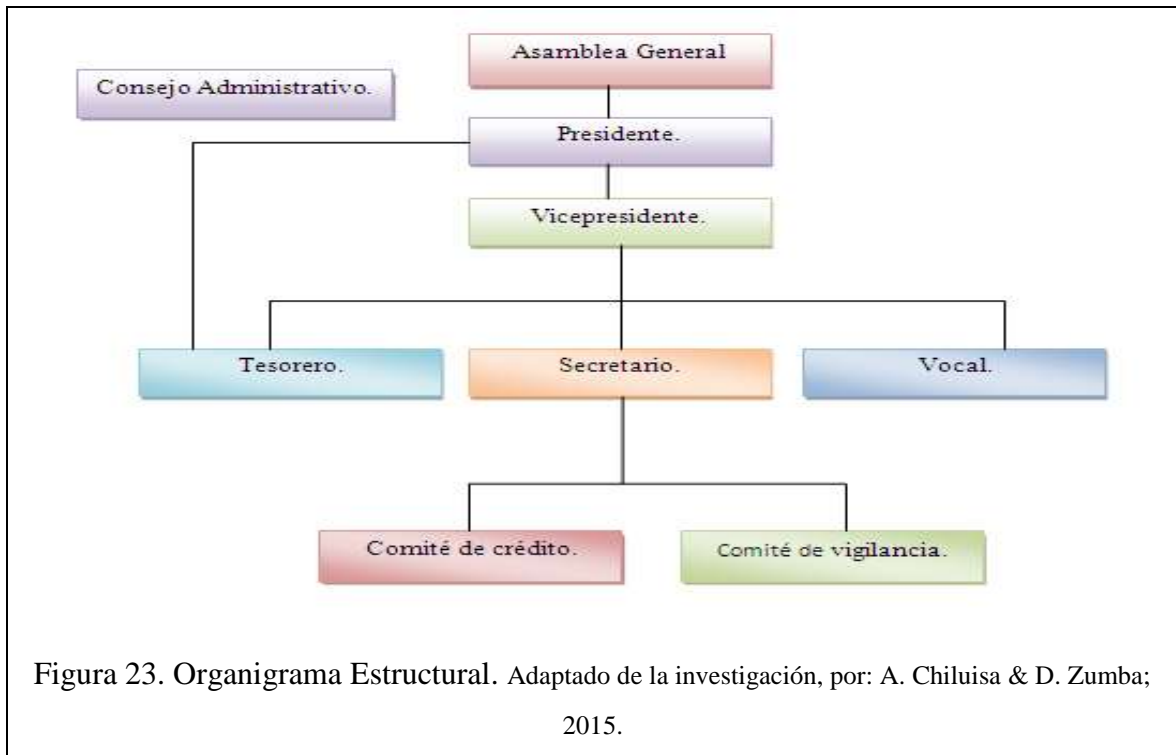 Asamblea General
Consejo Administrativo.
Presidente.
Vicepresidente.
Tesorero.
Secretario.
Vocal.
Comité de crédito.
Comité de vigilancia.
Figura 23. Organigrama Estructural. Adaptado de la investigación, por: A. Chiluisa & D. Zumba;
2015.